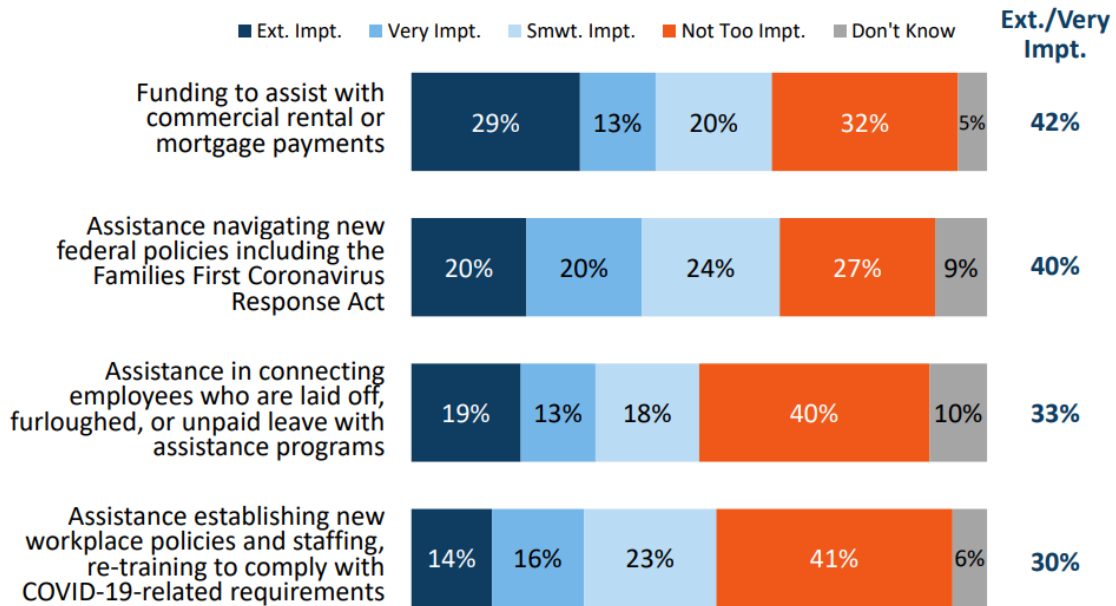 Ext. Impt. Very Impt. Smwt. Impt. Not Too Impt. Don't Know
Ext./Very
Impt.
Funding to assist with
commercial rental or
mortgage payments
29% 13% 20% 32% 5% 42%
Assistance navigating new
federal policies including the
Families First Coronavirus
Response Act
20% 20% 24% 27% 9% 40%
Assistance in connecting
employees who are laid off,
furloughed, or unpaid leave with
assistance programs
19% 13% 18% 40% 10% 33%
Assistance establishing new
workplace policies and staffing,
re-training to comply with
COVID-19-related requirements
14% 16% 23% 41% 6% 30%